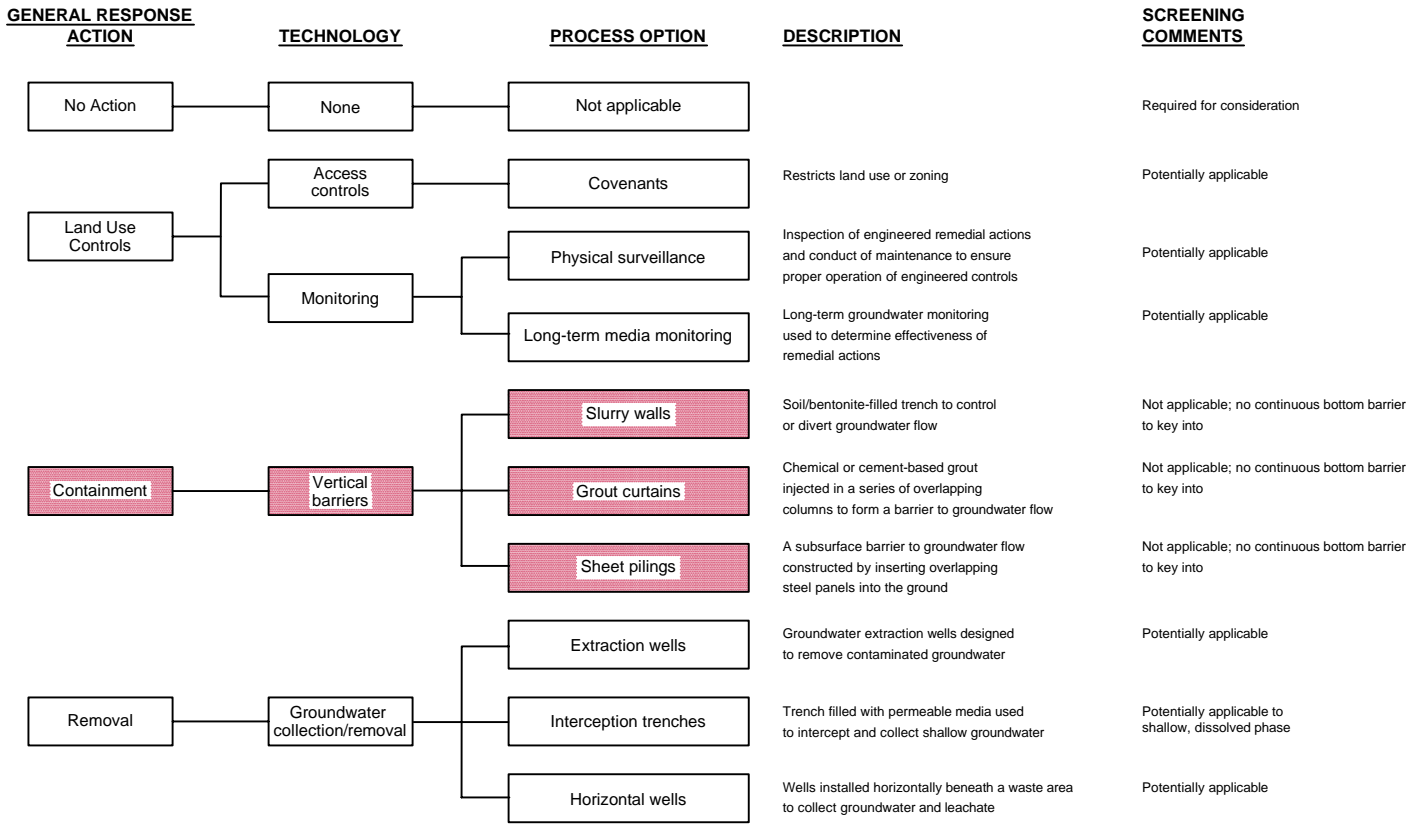 GENERAL RESPONSE
ACTION
TECHNOLOGY
PROCESS OPTION
DESCRIPTION
SCREENING
COMMENTS
No Action
None
Not applicable
Required for consideration
Land Use
Controls
Access
controls
Covenants
Restricts land use or zoning
Potentially applicable
Monitoring
Physical surveillance
Inspection of engineered remedial actions
and conduct of maintenance to ensure
proper operation of engineered controls
Potentially applicable
Long-term media monitoring
Long-term groundwater monitoring
used to determine effectiveness of
remedial actions
Potentially applicable
Containment
Vertical
barriers
Slurry walls
Soil/bentonite-filled trench to control
or divert groundwater flow
Not applicable; no continuous bottom barrier
to key into
Grout curtains
Chemical or cement-based grout
injected in a series of overlapping
columns to form a barrier to groundwater flow
Not applicable; no continuous bottom barrier
to key into
Sheet pilings
A subsurface barrier to groundwater flow
constructed by inserting overlapping
steel panels into the ground
Not applicable; no continuous bottom barrier
to key into
Removal
Groundwater
collection/removal
Extraction wells
Groundwater extraction wells designed
to remove contaminated groundwater
Potentially applicable
Interception trenches
Trench filled with permeable media used
to intercept and collect shallow groundwater
Potentially applicable to
shallow, dissolved phase
Horizontal wells
Wells installed horizontally beneath a waste area
to collect groundwater and leachate
Potentially applicable